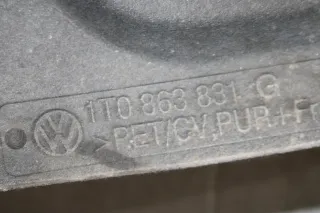 1T0 863 831 G
>PET/CV,PUR+F